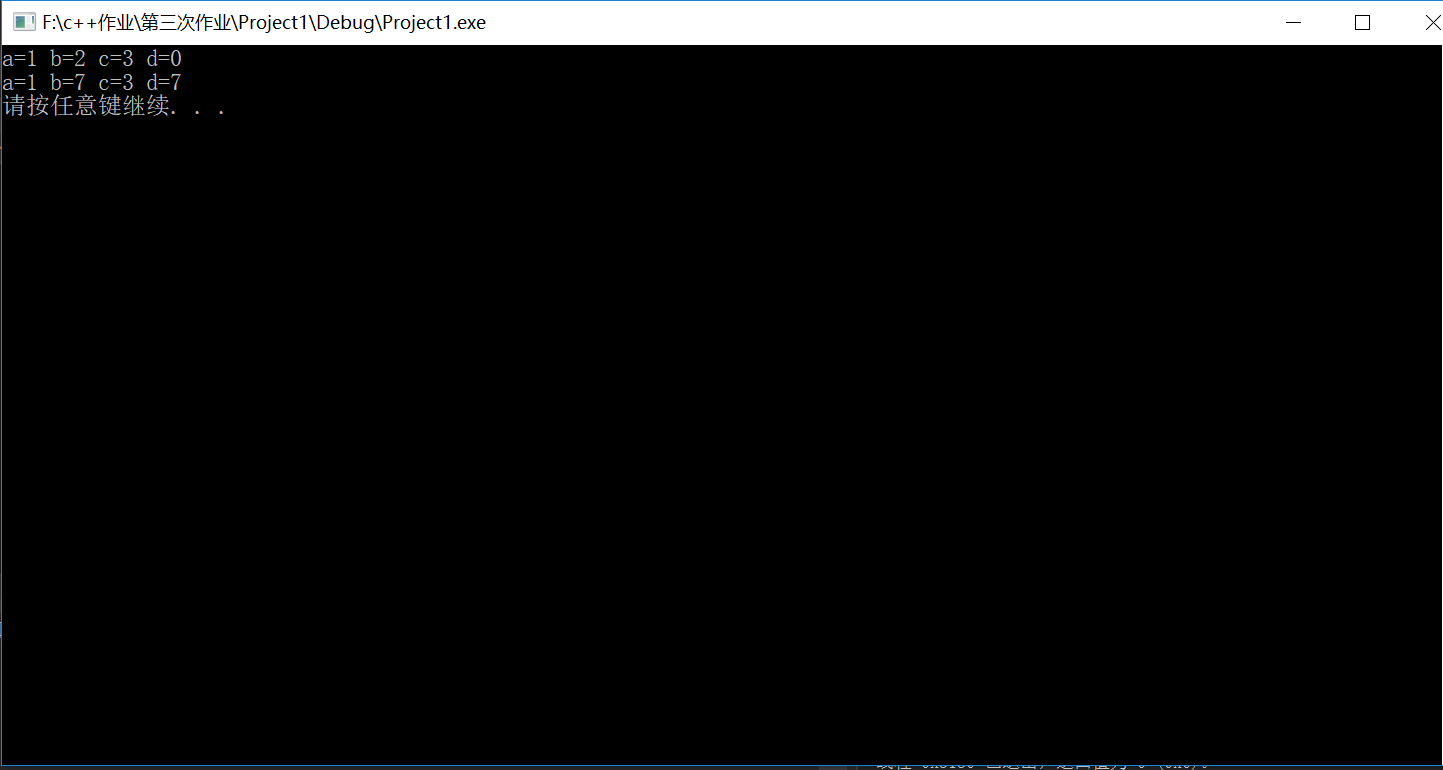 F:\c++作业\第三次作业\Project1\Debug\Project1.exe
a=1 b=2 c=3 d=0
a=1 b=7 c=3 d=7
请按任意键继续. . .